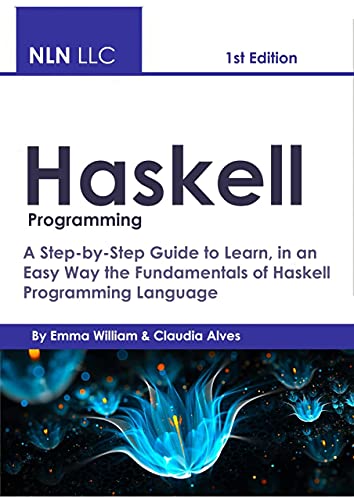 NLN LLC
1st Edition
Haskell
Programming
A Step-by-Step Guide to Learn, in an
Easy Way the Fundamentals of Haskell
Programming Language
By Emma William & Claudia Alves